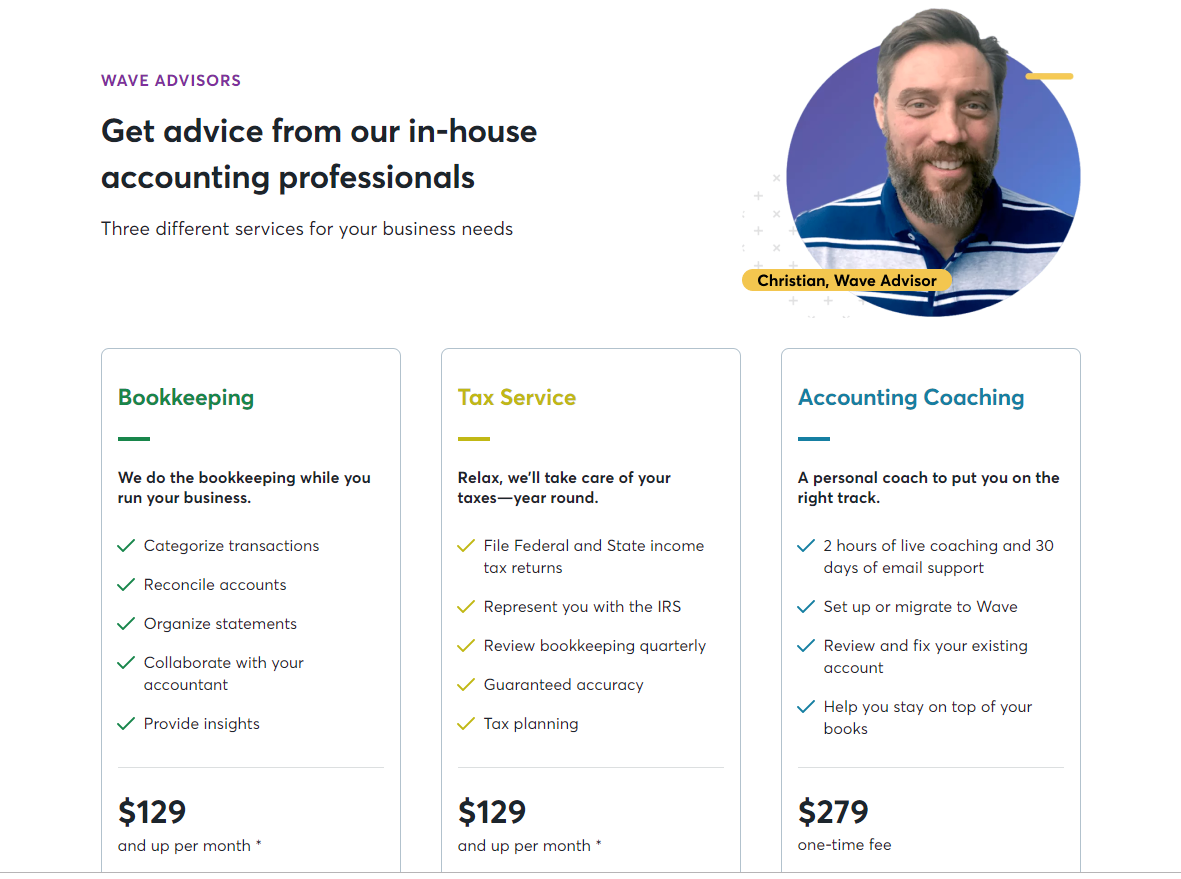 WAVE ADVISORS
Get advice from our in-house
accounting professionals
Three different services for your business needs
Christian, Wave Advisor
Bookkeeping
We do the bookkeeping while you
run your business.
Categorize transactions
Reconcile accounts
Organize statements
Collaborate with your
accountant
Provide insights
$129
and up per month *
Tax Service
Relax, we'll take care of your
taxes—year round.
File Federal and State income
tax returns
Represent you with the IRS
Review bookkeeping quarterly
Guaranteed accuracy
Tax planning
$129
and up per month *
Accounting Coaching
A personal coach to put you on the
right track.
2 hours of live coaching and 30
days of email support
Set up or migrate to Wave
Review and fix your existing
account
Help you stay on top of your
books
$279
one-time fee